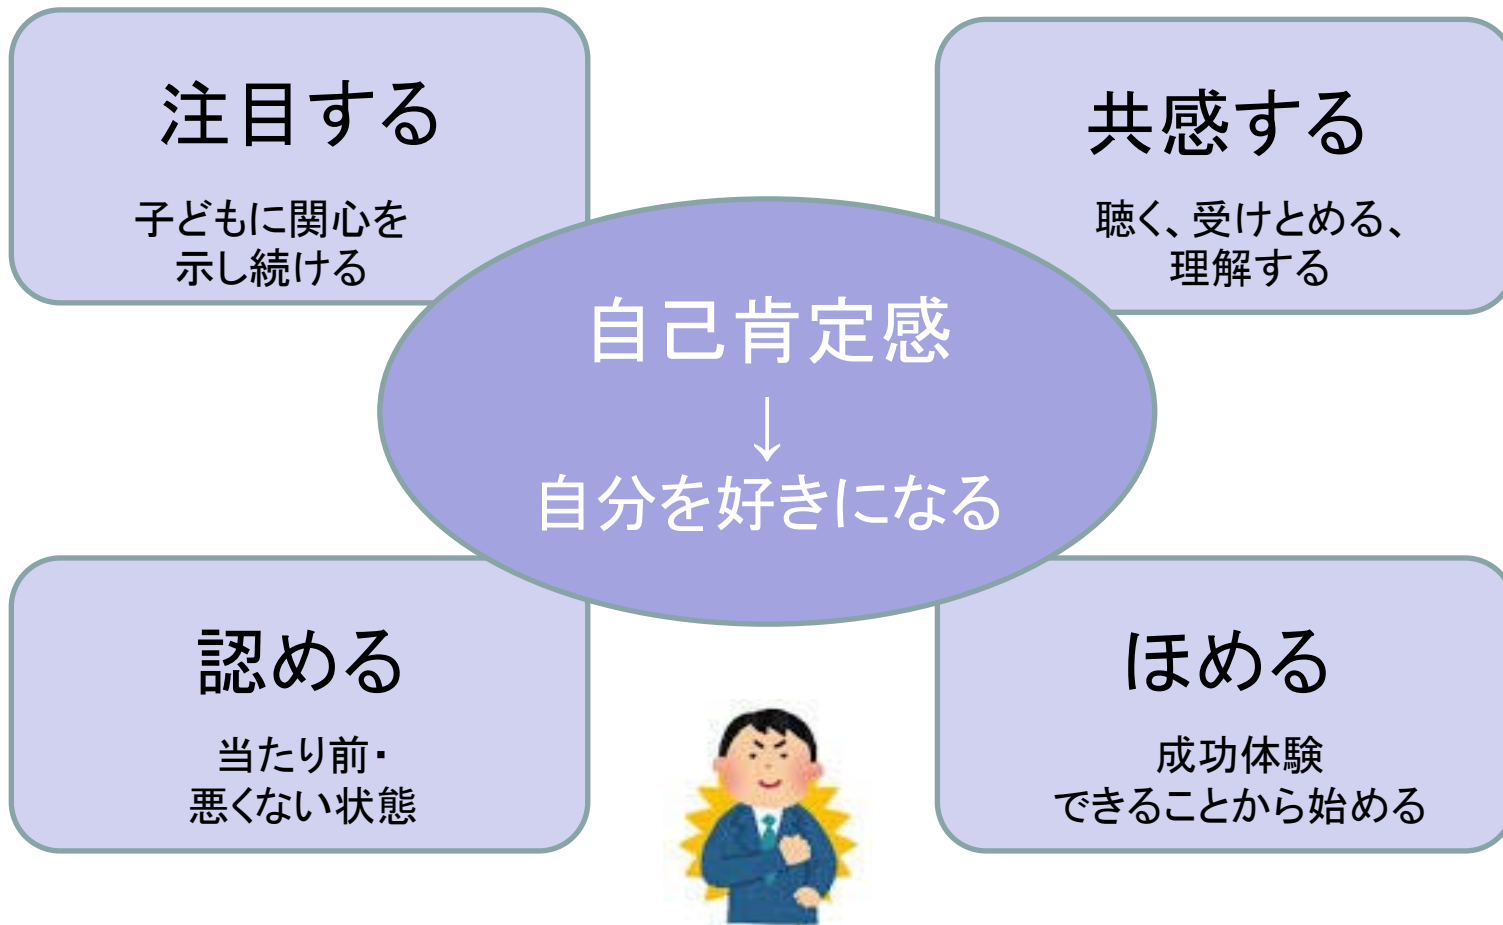 注目する
子どもに関心を
示し続ける
共感する
聴く、受けとめる、
理解する
自己肯定感
↓
自分を好きになる
認める
当たり前・
悪くない状態
ほめる
成功体験
できることから始める